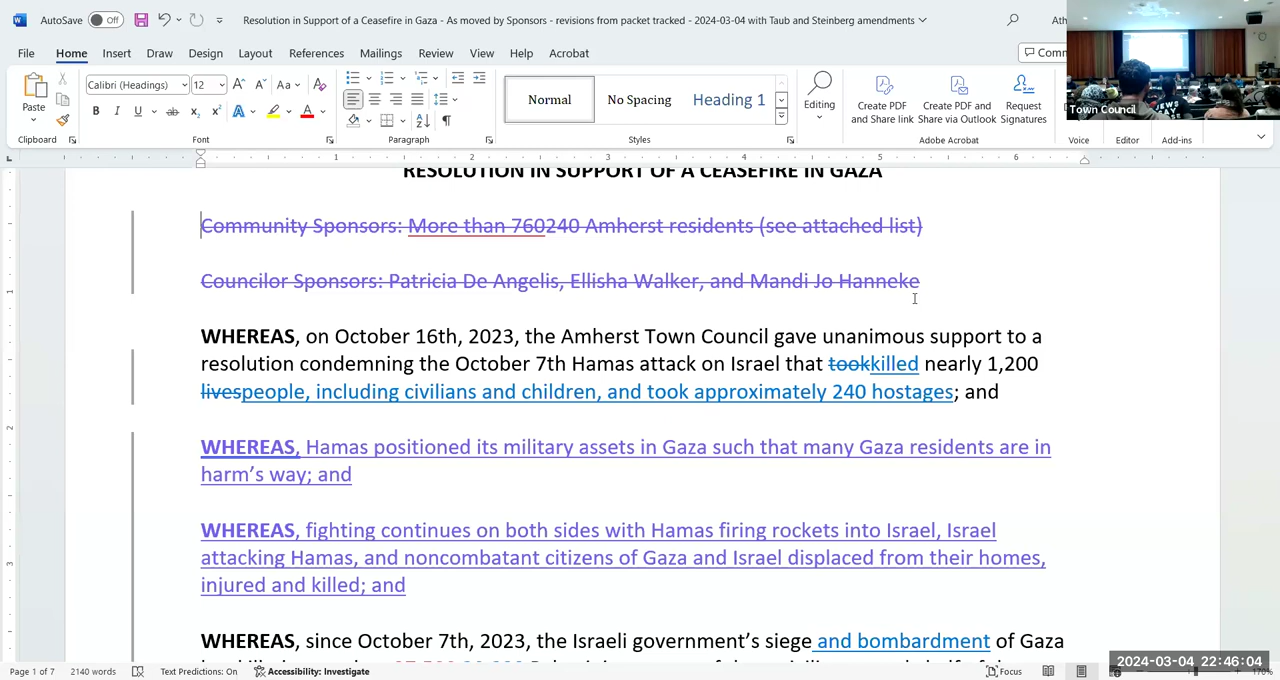 AutoSave Off Resolution in Support of a Ceasefire in Gaza - As moved by Sponsors - revisions from packet tracked - 2024-03-04 with Taub and Steinberg amendments Ath
File Home Insert Draw Design Layout References Mailings Review View Help Acrobat Comm
Paste
Clipboard
Calibri (Headings) 12
Font
Paragraph
Normal No Spacing Heading 1
Styles
Editing
Create PDF and Share link
Create PDF and Share via Outlook
Request Signatures
Adobe Acrobat
Voice Editor Add-ins
Town Council
JEWS
SAY
1 2 3 4 5 6
RESOLUTION IN SUPPORT OF A CEASEFIRE IN GAZA
Community Sponsors: More than 760240 Amherst residents (see attached list)
Councilor Sponsors: Patricia De Angelis, Ellisha Walker, and Mandi Jo Hanneke
WHEREAS, on October 16th, 2023, the Amherst Town Council gave unanimous support to a
resolution condemning the October 7th Hamas attack on Israel that tookkilled nearly 1,200
livespeople, including civilians and children, and took approximately 240 hostages; and
WHEREAS, Hamas positioned its military assets in Gaza such that many Gaza residents are in
harm's way; and
WHEREAS, fighting continues on both sides with Hamas firing rockets into Israel, Israel
attacking Hamas, and noncombatant citizens of Gaza and Israel displaced from their homes,
injured and killed; and
WHEREAS, since October 7th, 2023, the Israeli government's siege and bombardment of Gaza
Page 1 of 7 2140 words Text Predictions: On Accessibility: Investigate Focus 170%
2024-03-04 22:46:04